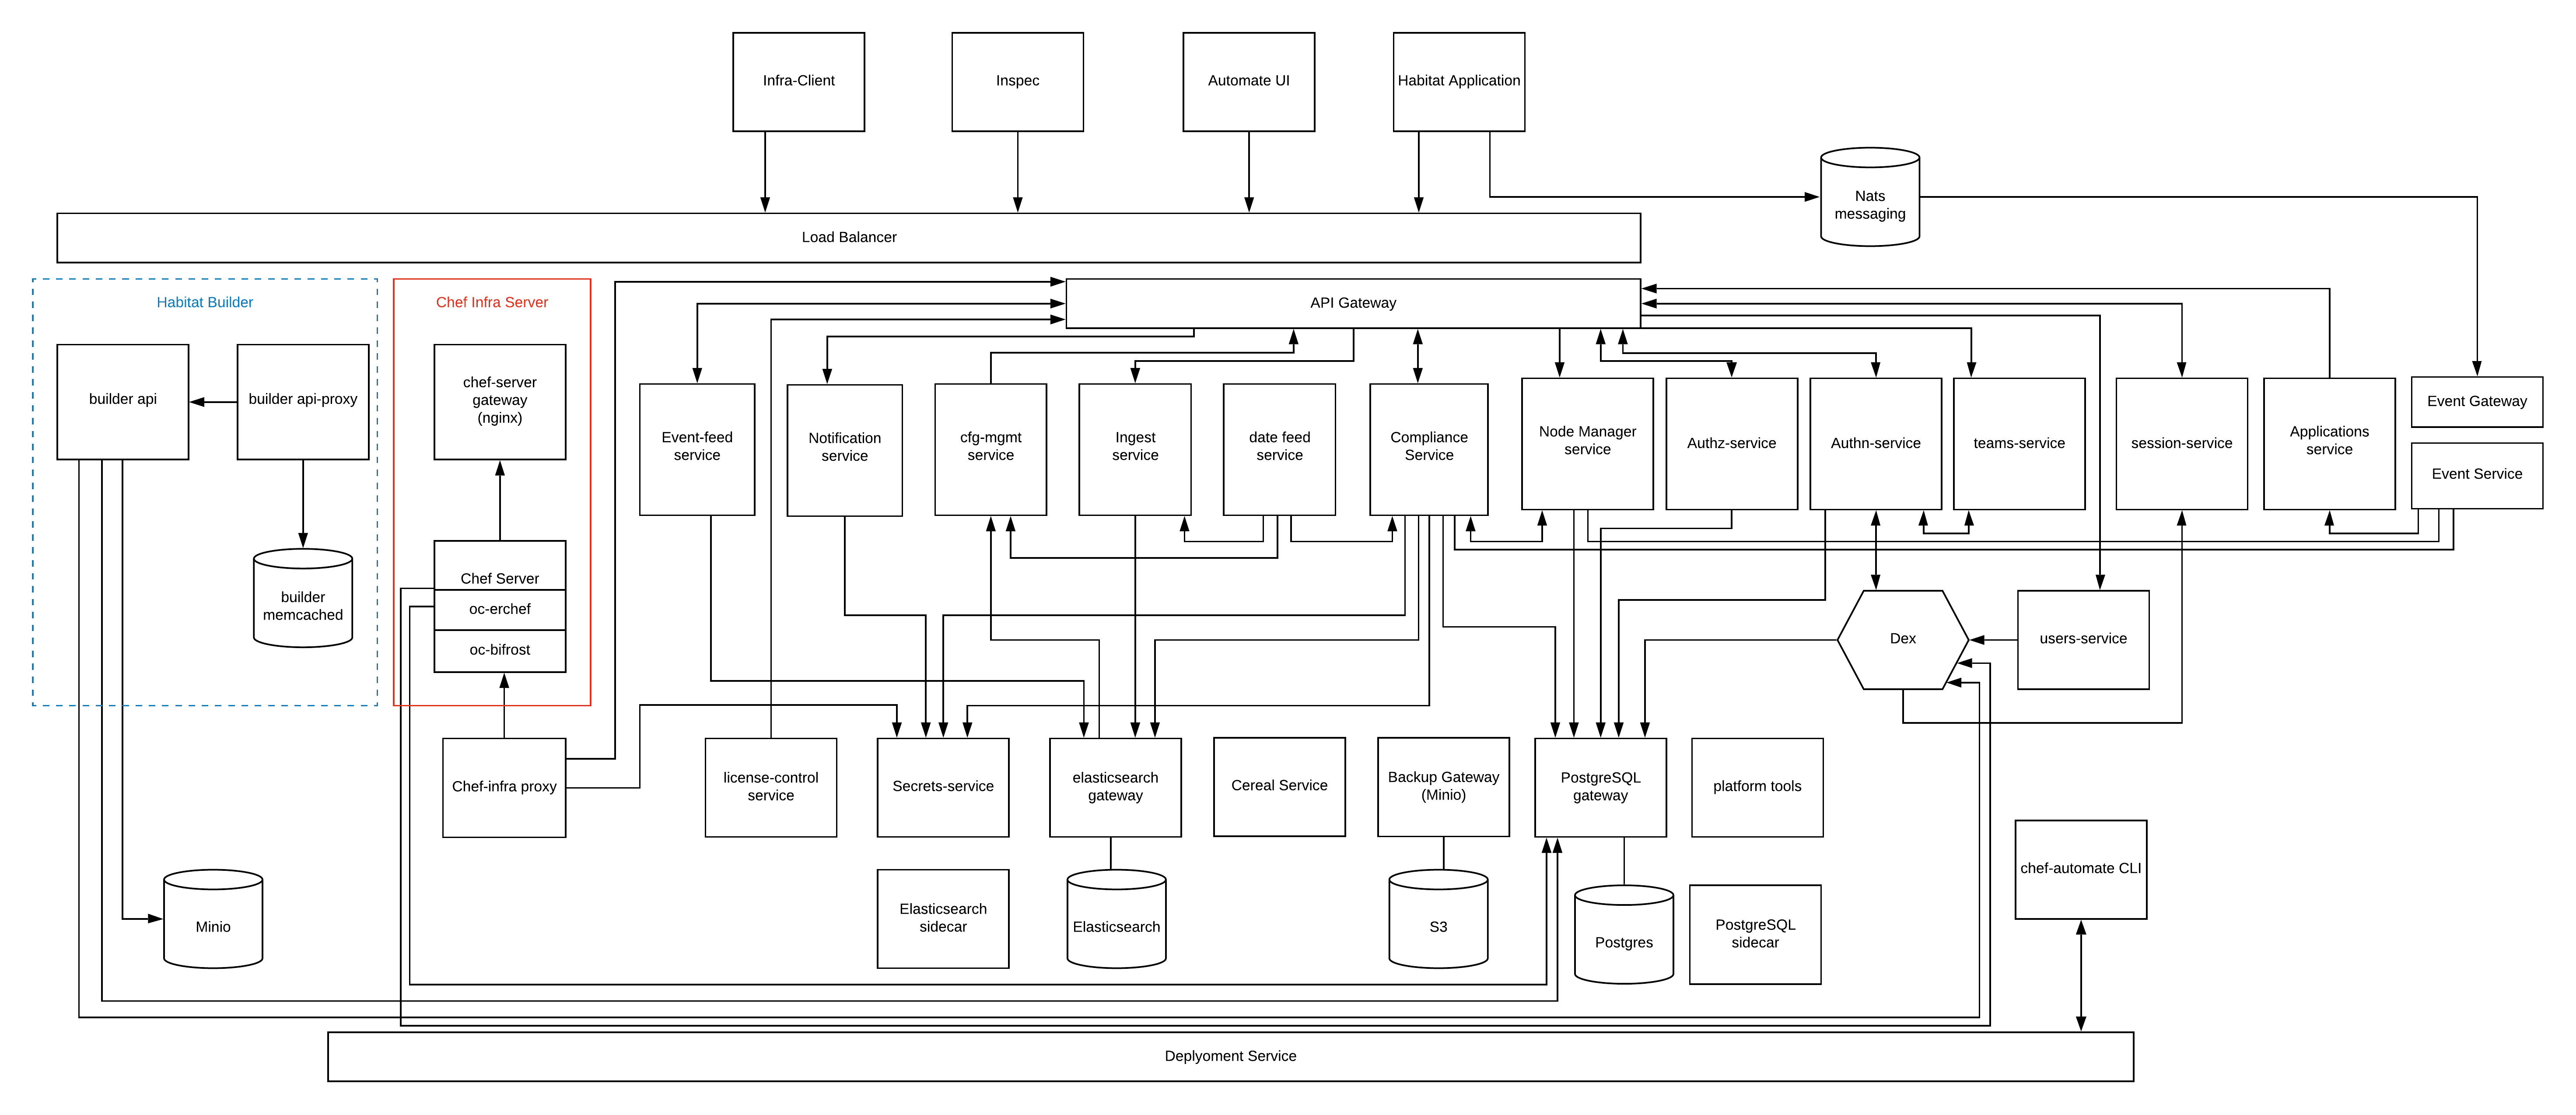 Infra-Client
Inspec
Automate UI
Habitat Application
Nats
messaging
Load Balancer
Habitat Builder
Chef Infra Server
API Gateway
builder api
builder api-proxy
chef-server
gateway
(nginx)
Event-feed
service
Notification
service
cfg-mgmt
service
Ingest
service
date feed
service
Compliance
Service
Node Manager
service
Authz-service
Authn-service
teams-service
session-service
Applications
service
Event Gateway
Event Service
builder
memcached
Chef Server
oc-erchef
oc-bifrost
Dex
users-service
Chef-infra proxy
license-control
service
Secrets-service
elasticsearch
gateway
Cereal Service
Backup Gateway
(Minio)
PostgreSQL
gateway
platform tools
chef-automate CLI
Minio
Elasticsearch
sidecar
Elasticsearch
S3
Postgres
PostgreSQL
sidecar
Deplyoment Service